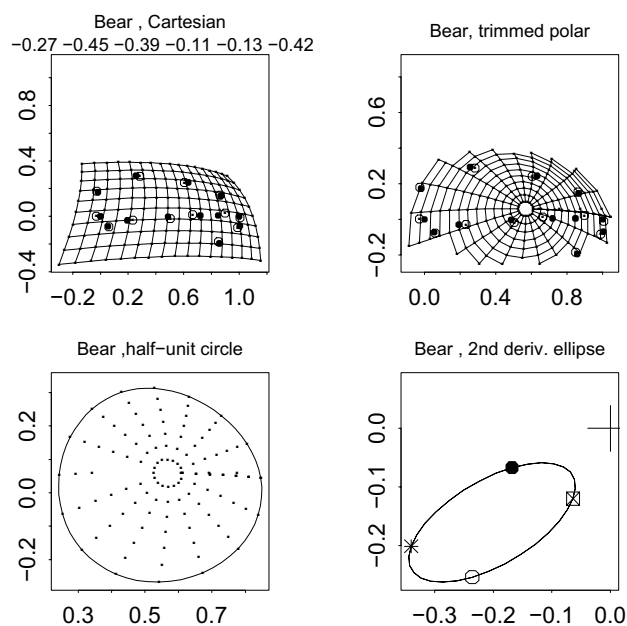 Bear , Cartesian
−0.27 −0.45 −0.39 −0.11 −0.13 −0.42
0.8
0.4
0.0
−0.4
−0.2 0.2 0.6 1.0
Bear, trimmed polar
0.6
0.2
−0.2
0.0 0.4 0.8
Bear ,half−unit circle
0.2
0.0
−0.2
0.3 0.5 0.7
Bear , 2nd deriv. ellipse
0.0
−0.1
−0.2
−0.3 −0.2 −0.1 0.0